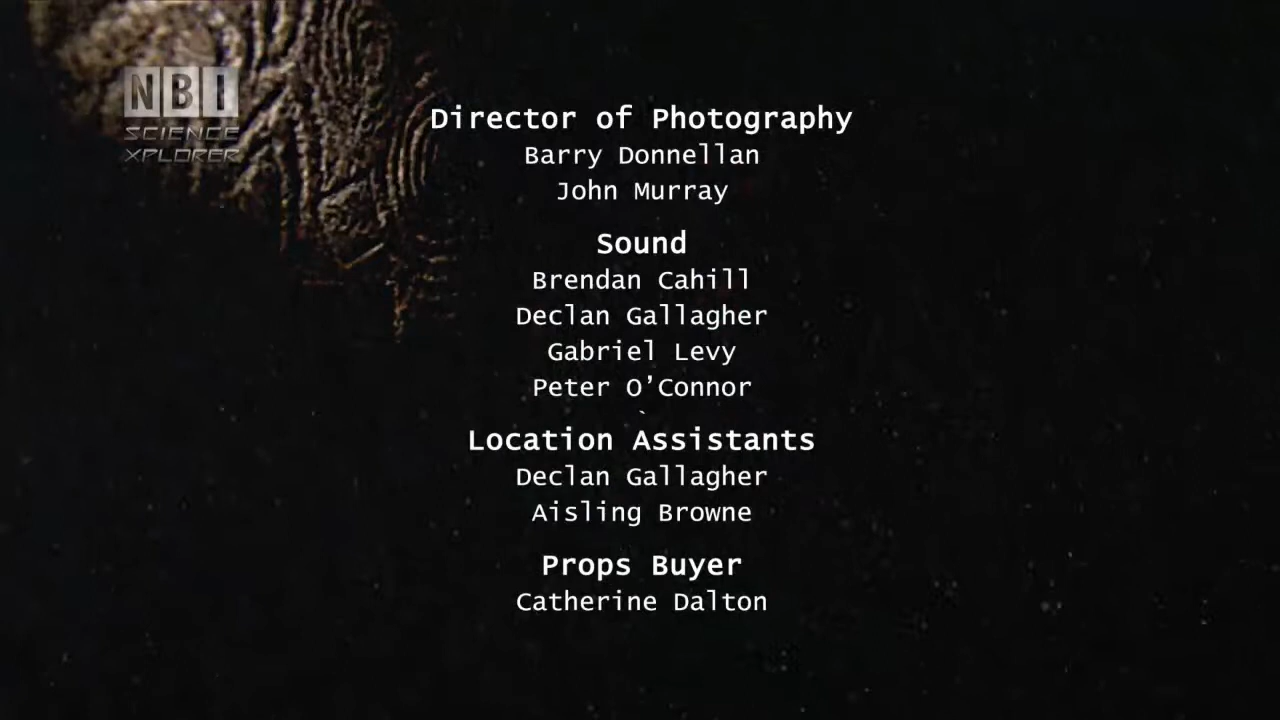 NBI
SCIENCE
XPLORER
Director of Photography
Barry Donnellan
John Murray
Sound
Brendan Cahill
Declan Gallagher
Gabriel Levy
Peter O’Connor
`
Location Assistants
Declan Gallagher
Aisling Browne
Props Buyer
Catherine Dalton